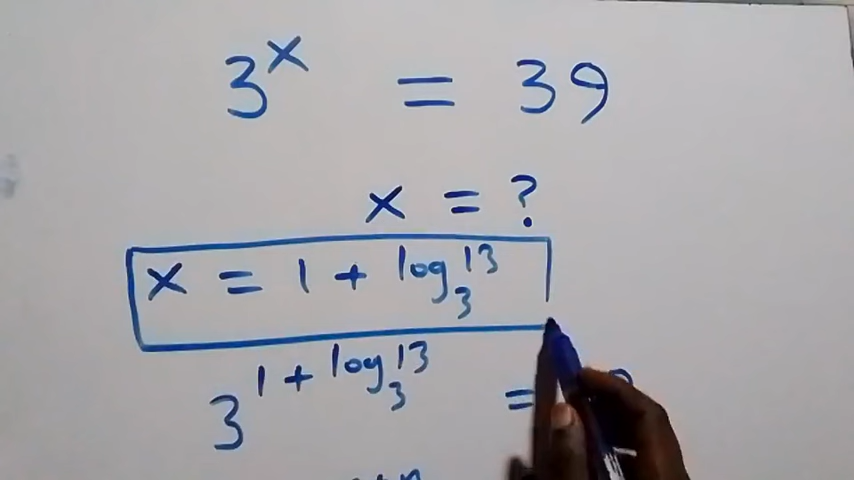 3^x = 39
x = ?
x = 1 + log_3 13
3^(1 + log_3 13) =